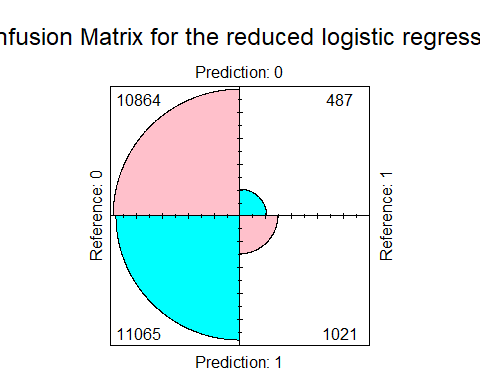 nfusion Matrix for the reduced logistic regress
Prediction: 0
10864
487
Reference: 0
Reference: 1
11065
1021
Prediction: 1